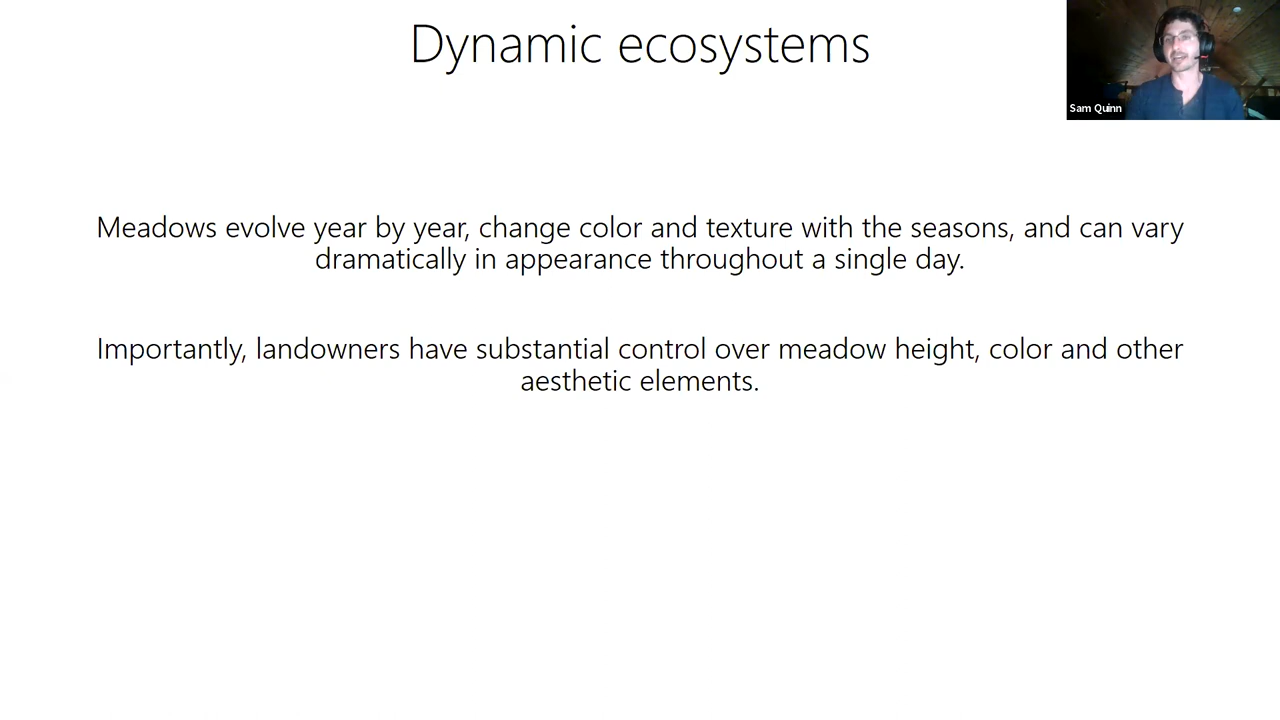 Dynamic ecosystems
Sam Quinn
Meadows evolve year by year, change color and texture with the seasons, and can vary
dramatically in appearance throughout a single day.
Importantly, landowners have substantial control over meadow height, color and other
aesthetic elements.